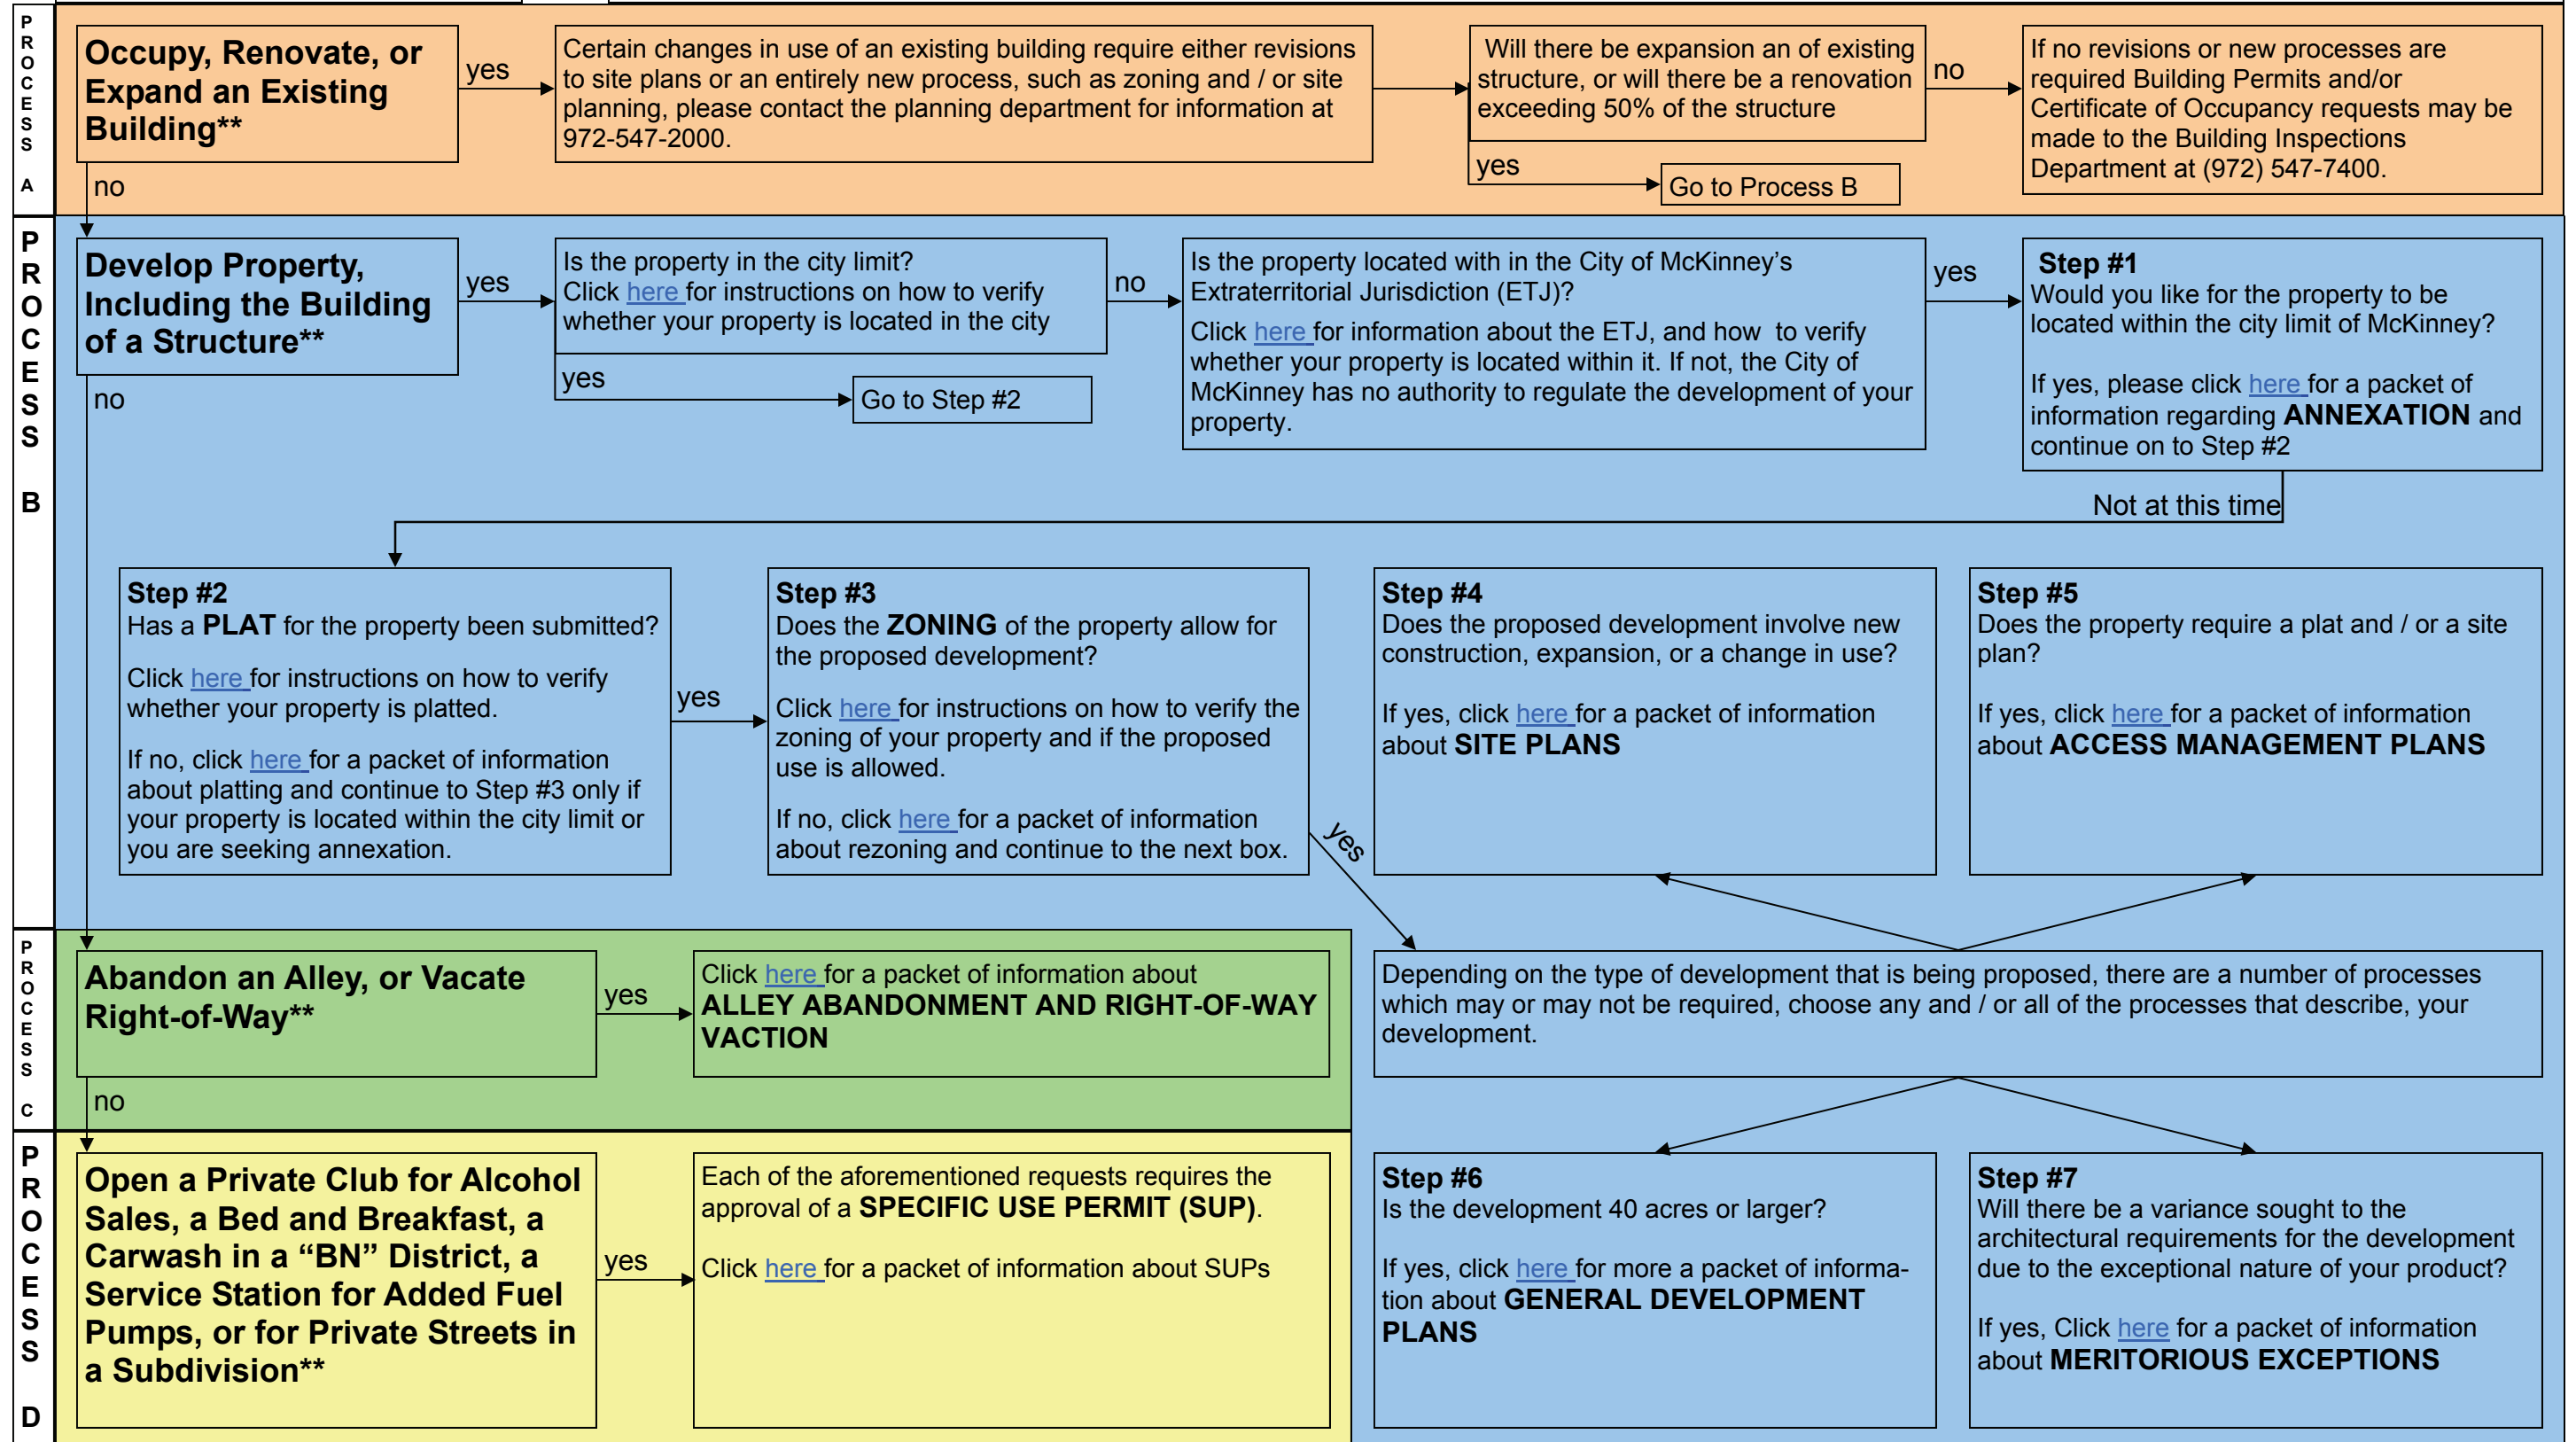 PROCESS A
Occupy, Renovate, or
Expand an Existing
Building**
yes
no
Certain changes in use of an existing building require either revisions
to site plans or an entirely new process, such as zoning and / or site
planning, please contact the planning department for information at
972-547-2000.
Will there be expansion an of existing
structure, or will there be a renovation
exceeding 50% of the structure
no
yes
Go to Process B
If no revisions or new processes are
required Building Permits and/or
Certificate of Occupancy requests may be
made to the Building Inspections
Department at (972) 547-7400.
PROCESS B
Develop Property,
Including the Building
of a Structure**
yes
no
Is the property in the city limit?
Click here for instructions on how to verify
whether your property is located in the city
no
yes
Go to Step #2
Is the property located with in the City of McKinney's
Extraterritorial Jurisdiction (ETJ)?
Click here for information about the ETJ, and how to verify
whether your property is located within it. If not, the City of
McKinney has no authority to regulate the development of your
property.
yes
Step #1
Would you like for the property to be
located within the city limit of McKinney?
If yes, please click here for a packet of
information regarding ANNEXATION and
continue on to Step #2
Not at this time
Step #2
Has a PLAT for the property been submitted?
Click here for instructions on how to verify
whether your property is platted.
If no, click here for a packet of information
about platting and continue to Step #3 only if
your property is located within the city limit or
you are seeking annexation.
yes
Step #3
Does the ZONING of the property allow for
the proposed development?
Click here for instructions on how to verify the
zoning of your property and if the proposed
use is allowed.
If no, click here for a packet of information
about rezoning and continue to the next box.
yes
Step #4
Does the proposed development involve new
construction, expansion, or a change in use?
If yes, click here for a packet of information
about SITE PLANS
Step #5
Does the property require a plat and / or a site
plan?
If yes, click here for a packet of information
about ACCESS MANAGEMENT PLANS
PROCESS C
Abandon an Alley, or Vacate
Right-of-Way**
yes
no
Click here for a packet of information about
ALLEY ABANDONMENT AND RIGHT-OF-WAY
VACTION
Depending on the type of development that is being proposed, there are a number of processes
which may or may not be required, choose any and / or all of the processes that describe, your
development.
PROCESS D
Open a Private Club for Alcohol
Sales, a Bed and Breakfast, a
Carwash in a “BN” District, a
Service Station for Added Fuel
Pumps, or for Private Streets in
a Subdivision**
yes
Each of the aforementioned requests requires the
approval of a SPECIFIC USE PERMIT (SUP).
Click here for a packet of information about SUPs
Step #6
Is the development 40 acres or larger?
If yes, click here for more a packet of informa-
tion about GENERAL DEVELOPMENT
PLANS
Step #7
Will there be a variance sought to the
architectural requirements for the development
due to the exceptional nature of your product?
If yes, Click here for a packet of information
about MERITORIOUS EXCEPTIONS